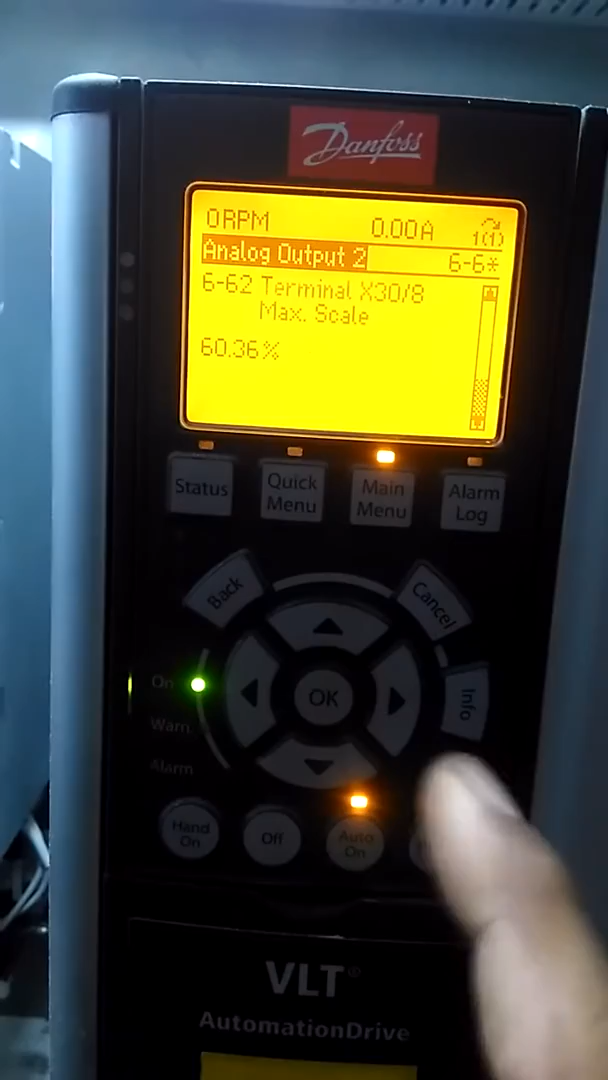 Danfoss
0RPM 0.00A 1(1)
Analog Output 2 6-6*
6-62 Terminal X30/8
Max. Scale
60.36%
Status Quick Menu Main Menu Alarm Log
Back Cancel
OK
Info
On
Warn.
Alarm
Hand On Off Auto On
VLT®
AutomationDrive